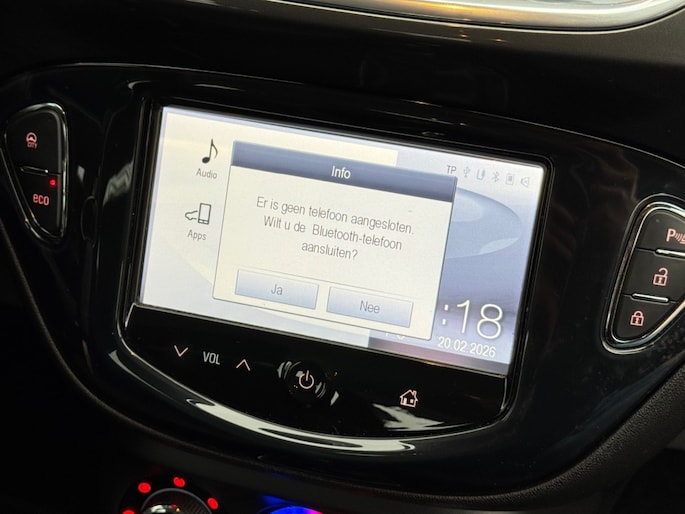 CITY
eco
Audio
Apps
Info
Er is geen telefoon aangesloten.
Wilt u de Bluetooth-telefoon
aansluiten?
Ja
Nee
TP
:18
20.02.2026
VOL
P